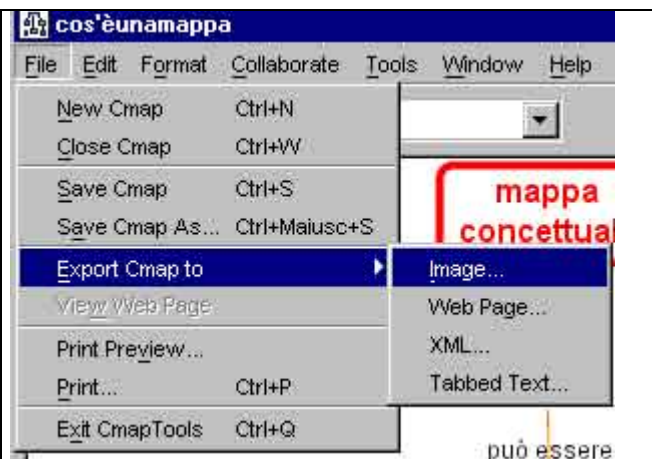 cos'èunamappa
File Edit Format Collaborate Tools Window Help
New Cmap Ctrl+N
Close Cmap Ctrl+W
Save Cmap Ctrl+S
Save Cmap As... Ctrl+Maiusc+S
Export Cmap to
View Web Page
Print Preview...
Print... Ctrl+P
Exit CmapTools Ctrl+Q
Image...
Web Page...
XML...
Tabbed Text...
mappa
concettual
può essere